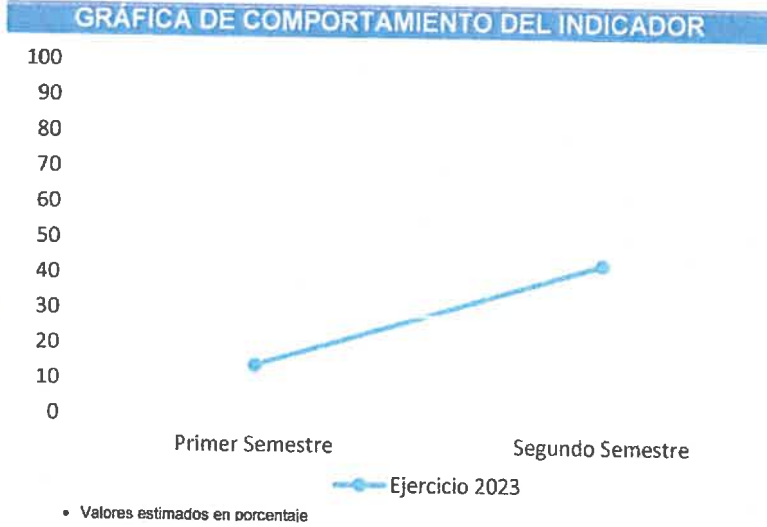 GRÁFICA DE COMPORTAMIENTO DEL INDICADOR
100
90
80
70
60
50
40
30
20
10
0
Primer Semestre
Segundo Semestre
Ejercicio 2023
• Valores estimados en porcentaje